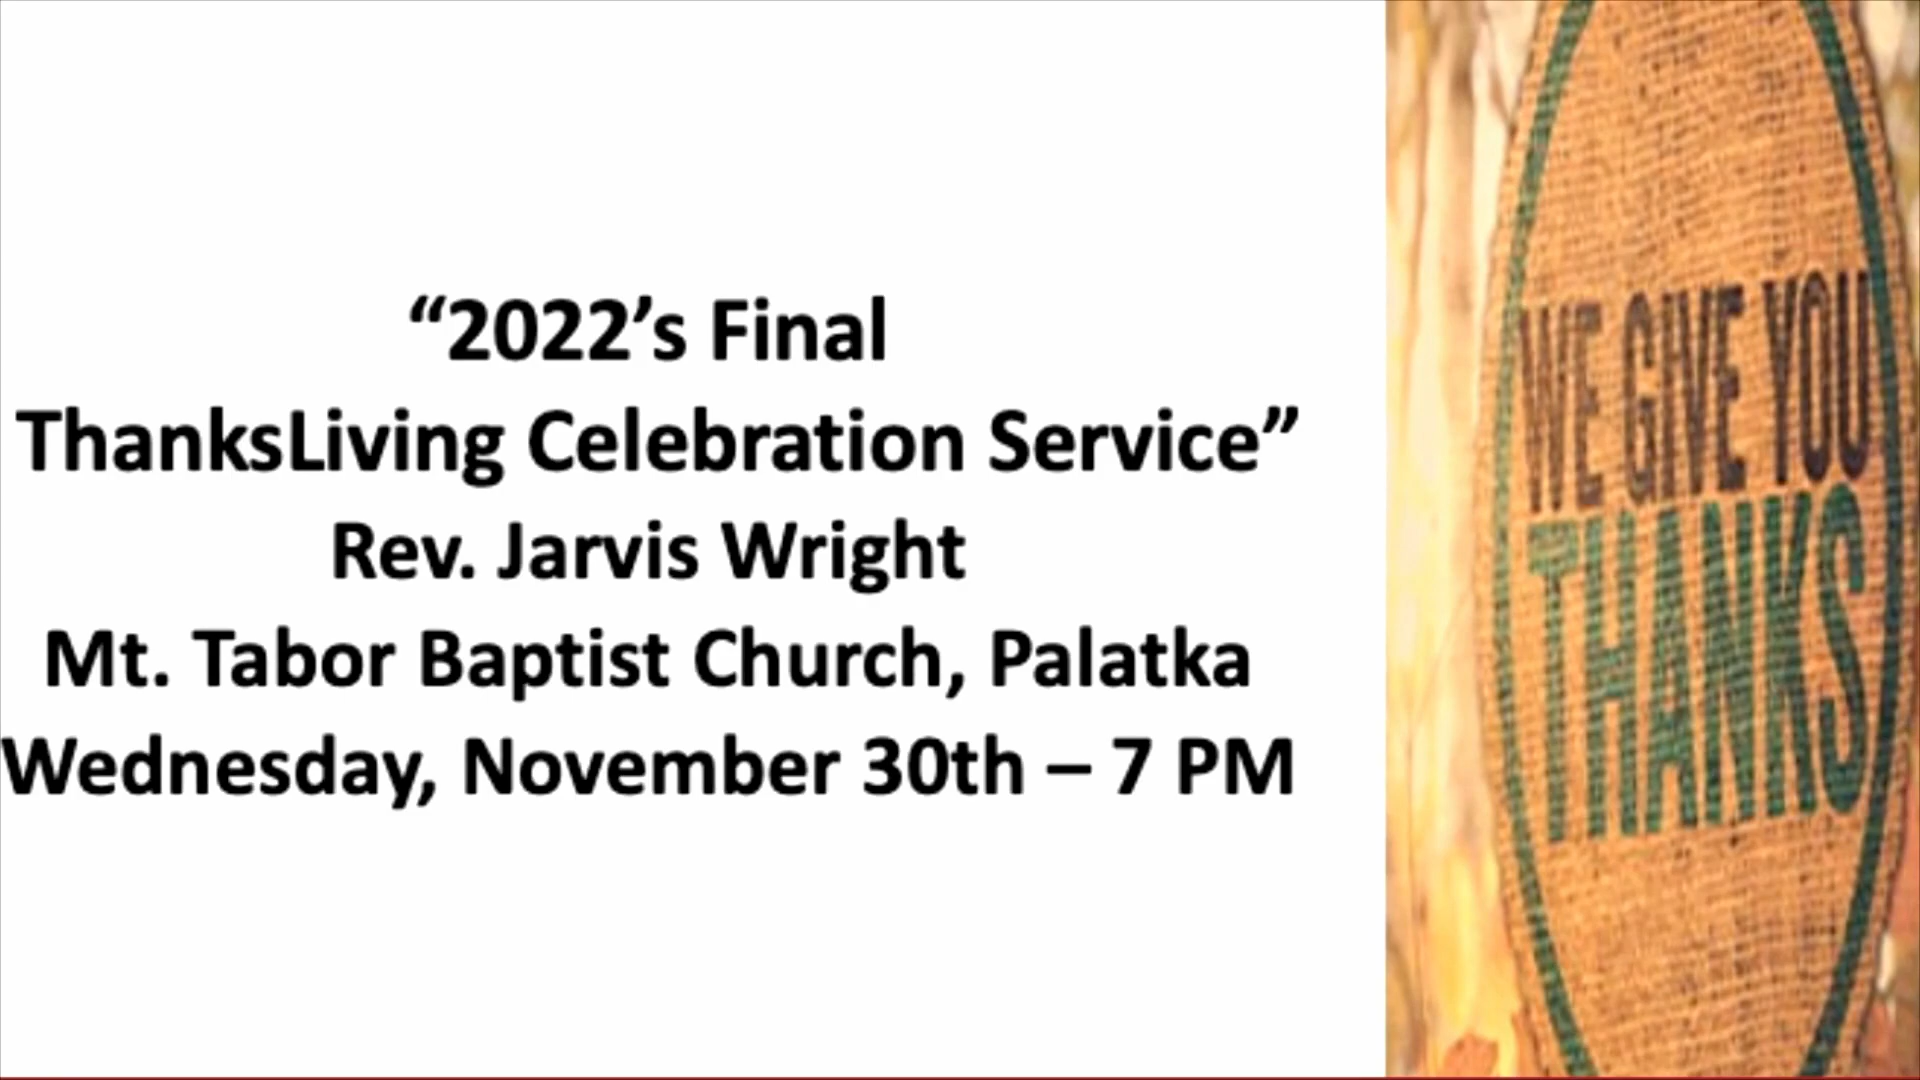 “2022’s Final
ThanksLiving Celebration Service”
Rev. Jarvis Wright
Mt. Tabor Baptist Church, Palatka
Wednesday, November 30th – 7 PM
WE GIVE YOU
THANKS